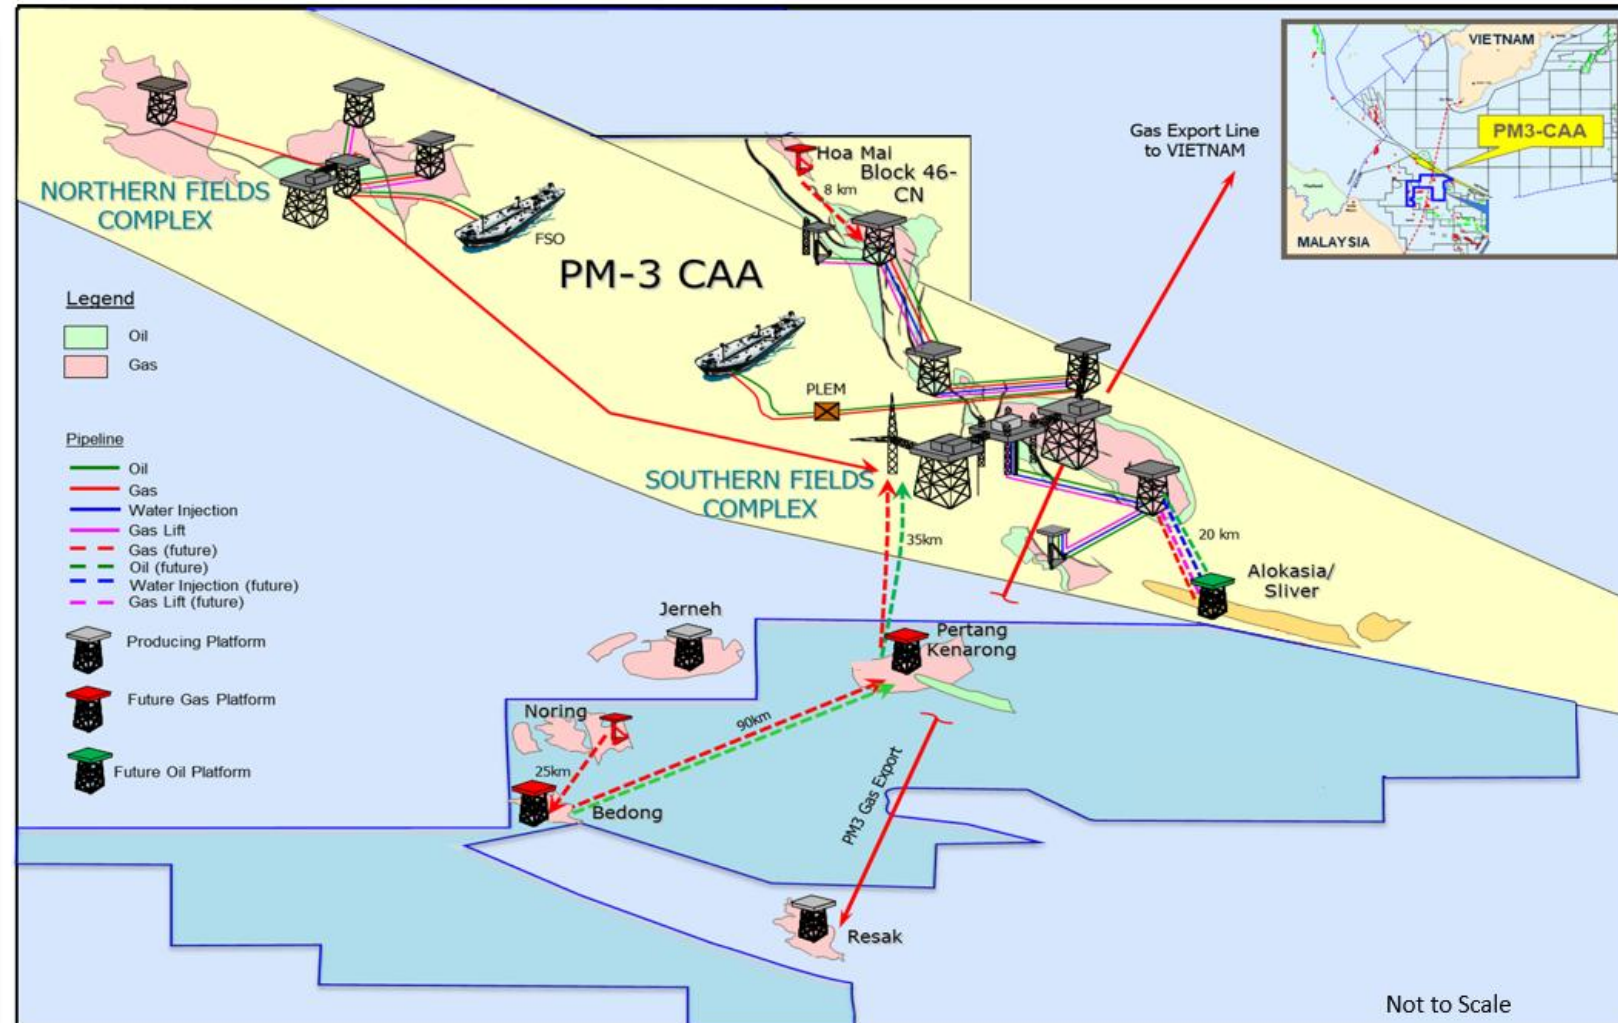 VIETNAM
PM3-CAA
MALAYSIA
Gas Export Line
to VIETNAM
Hoa Mai
Block 46-
CN
8 km
NORTHERN FIELDS
COMPLEX
FSO
PM-3 CAA
Legend
Oil
Gas
PLEM
Pipeline
Oil
Gas
Water Injection
Gas Lift
Gas (future)
Oil (future)
Water Injection (future)
Gas Lift (future)
Producing Platform
Future Gas Platform
Future Oil Platform
SOUTHERN FIELDS
COMPLEX
35km
20 km
Alokasia/
Sliver
Jerneh
Pertang
Kenarong
Noring
90km
25km
Bedong
PM3 Gas Export
Resak
Not to Scale